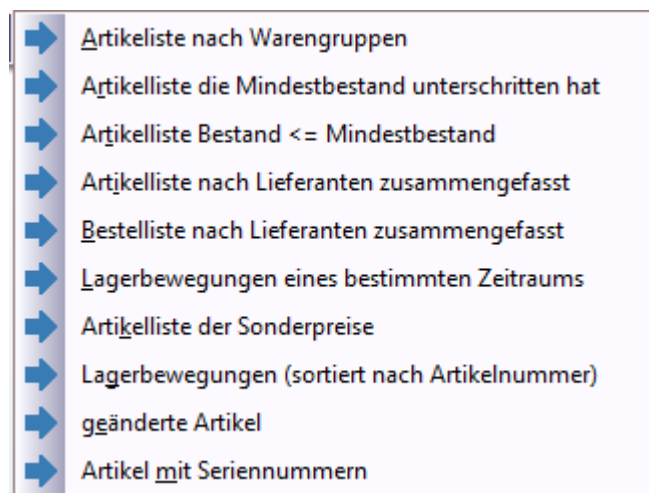 Artikeliste nach Warengruppen
Artikelliste die Mindestbestand unterschritten hat
Artikelliste Bestand <= Mindestbestand
Artikelliste nach Lieferanten zusammengefasst
Bestelliste nach Lieferanten zusammengefasst
Lagerbewegungen eines bestimmten Zeitraums
Artikelliste der Sonderpreise
Lagerbewegungen (sortiert nach Artikelnummer)
geänderte Artikel
Artikel mit Seriennummern